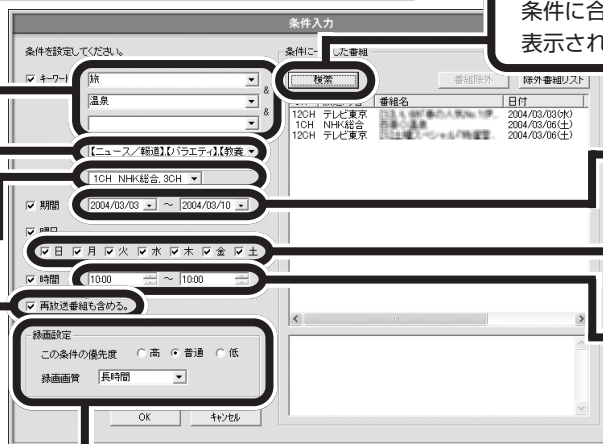 条件に合
表示され
条件入力
条件を設定してください。
キーワード
旅
&
温泉
&
【ニュース／報道】,【バラエティ】,【教養
1CH NHK総合, 3CH
期間
2004/03/03 ～ 2004/03/10
曜日
日 月 火 水 木 金 土
時間
10:00 ～ 10:00
再放送番組も含める。
録画設定
この条件の優先度 高 普通 低
録画画質 長時間
OK キャンセル
条件に一致した番組
検索 番組除外 除外番組リスト
番組名 日付
12CH テレビ東京 2004/03/03(水)
1CH NHK総合 2004/03/06(土)
12CH テレビ東京 2004/03/06(土)